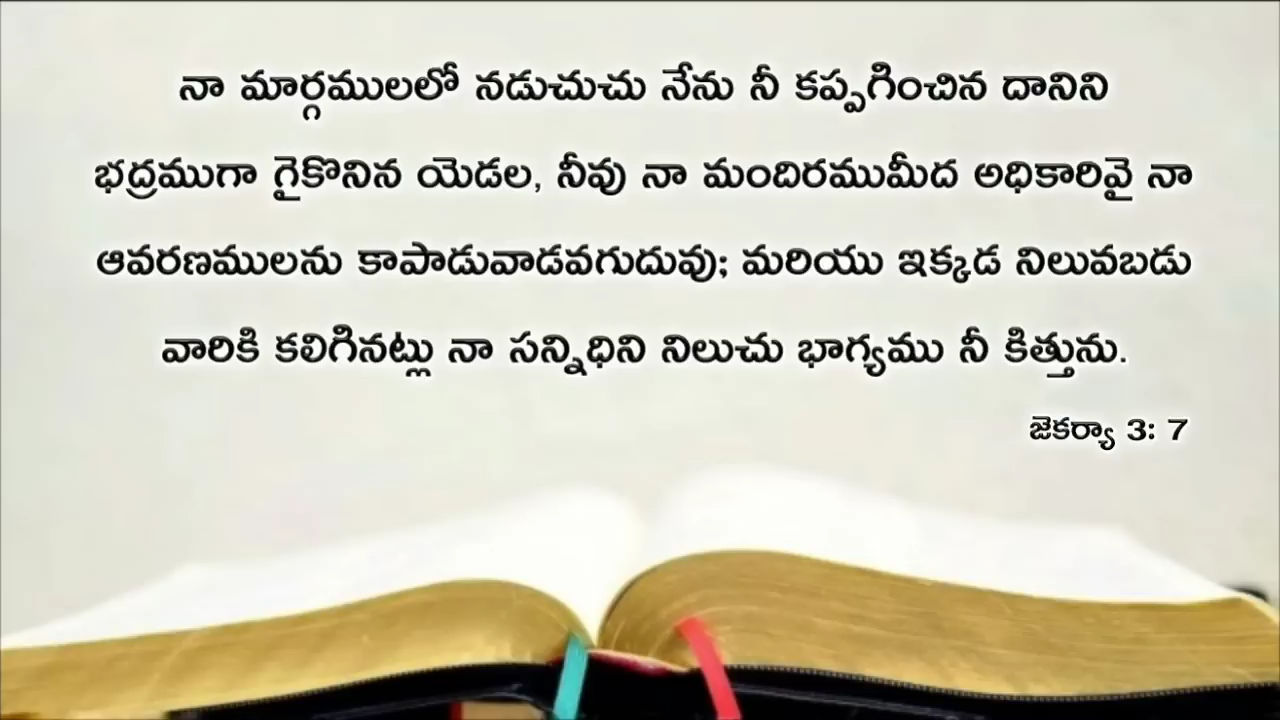 నా మార్గములలో నడుచుచు నేను నీ కప్పగించిన దానిని
భద్రముగా గైకొనిన యెడల, నీవు నా మందిరముమీద అధికారివై నా
ఆవరణములను కాపాడువాడవగుదువు; మరియు ఇక్కడ నిలువబడు
వారికి కలిగినట్లు నా సన్నిధిని నిలుచు భాగ్యము నీ కిత్తును.
జెకర్యా 3: 7